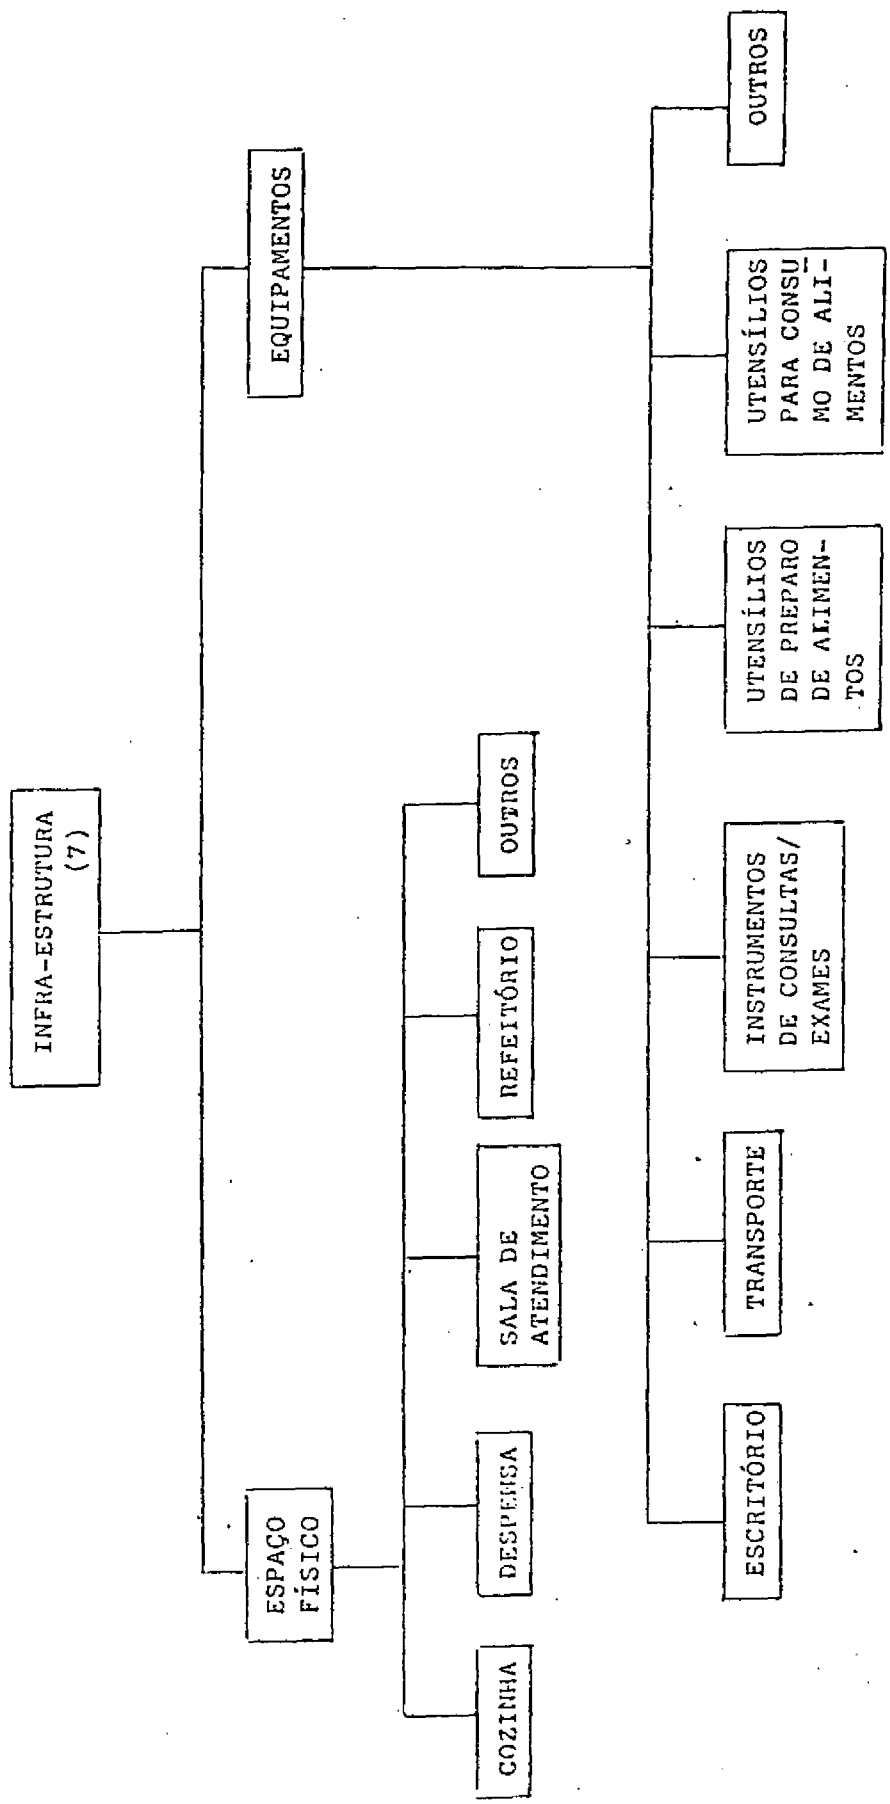 INFRA-ESTRUTURA
(7)
ESPAÇO
FÍSICO
EQUIPAMENTOS
COZINHA
DESPENSA
SALA DE
ATENDIMENTO
REFEITÓRIO
OUTROS
ESCRITÓRIO
TRANSPORTE
INSTRUMENTOS
DE CONSULTAS/
EXAMES
UTENSÍLIOS
DE PREPARO
DE ALIMEN-
TOS
UTENSÍLIOS
PARA CONSU
MO DE ALI-
MENTOS
OUTROS